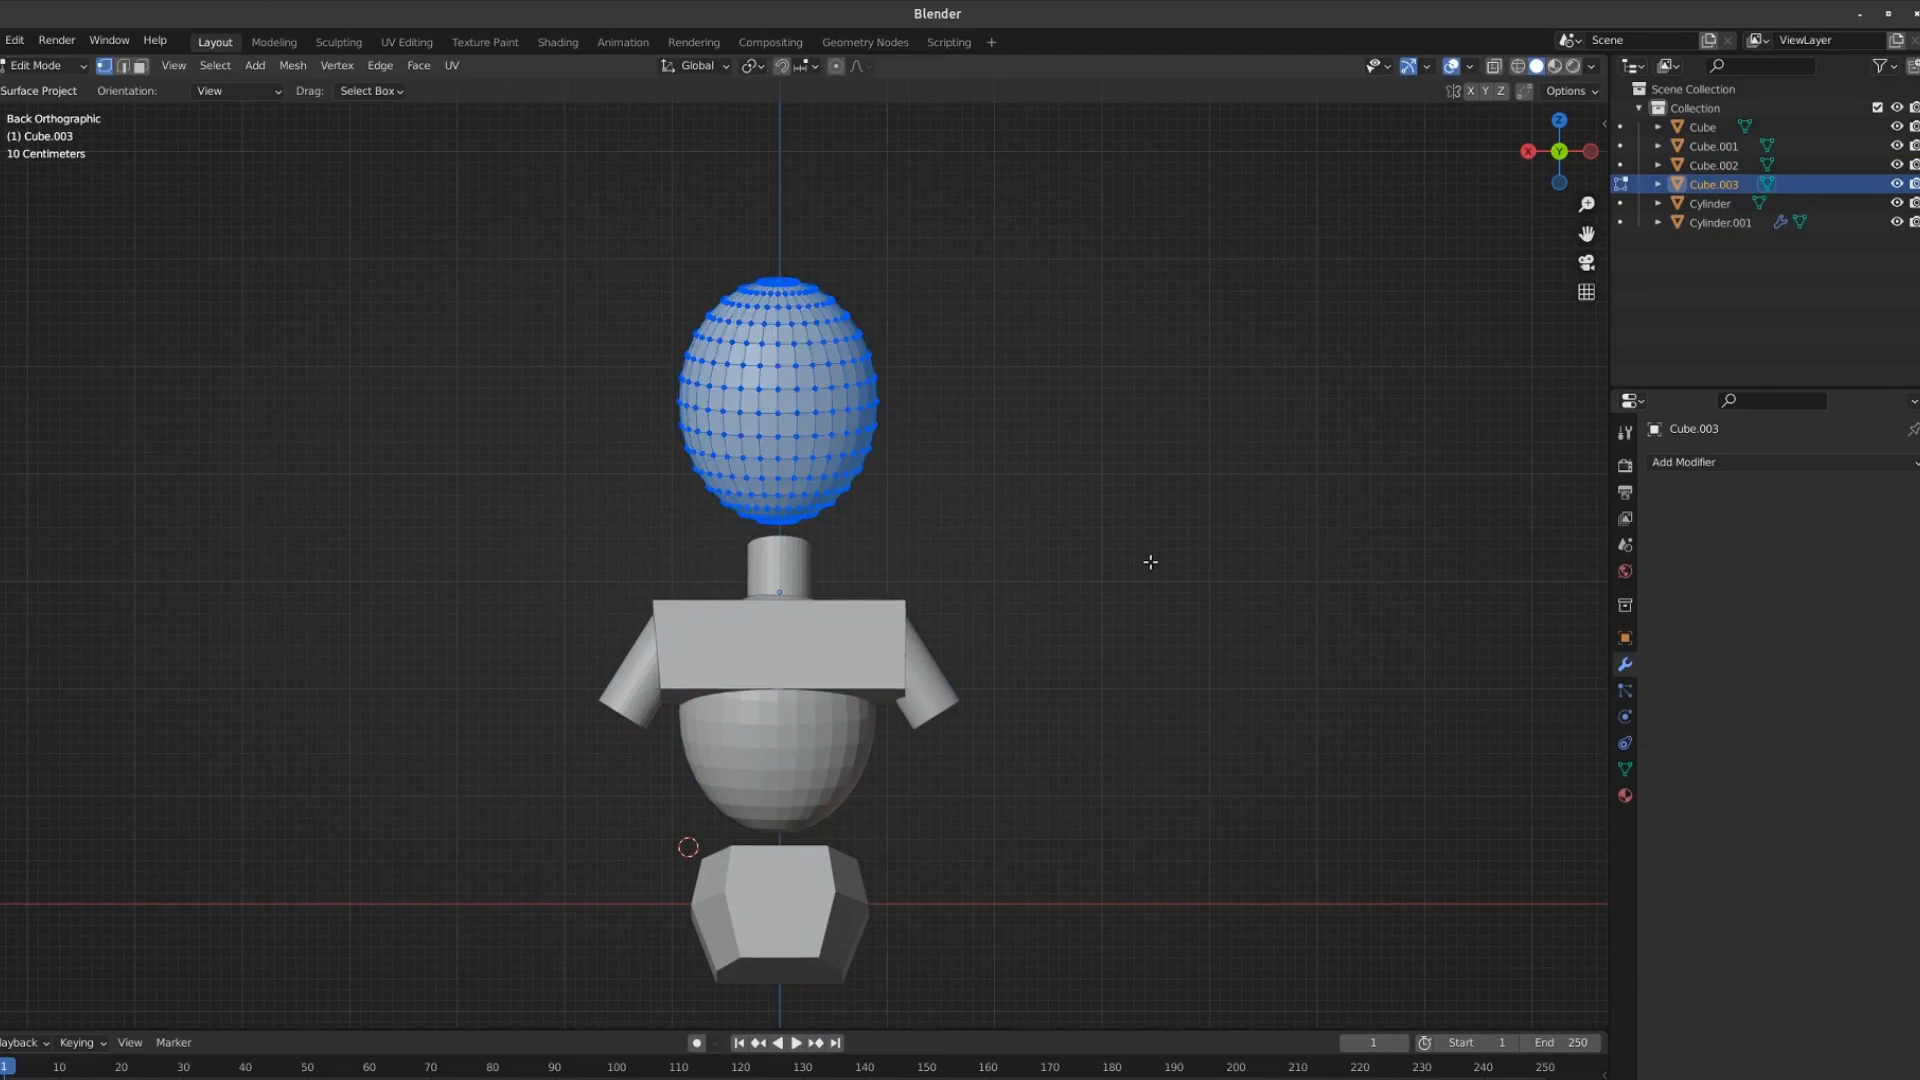 Blender
Edit Render Window Help Layout Modeling Sculpting UV Editing Texture Paint Shading Animation Rendering Compositing Geometry Nodes Scripting + Scene ViewLayer
Edit Mode View Select Add Mesh Vertex Edge Face UV Global
Surface Project Orientation: View Drag: Select Box X Y Z Options
Back Orthographic
(1) Cube.003
10 Centimeters
Z
X Y
Scene Collection
Collection
Cube
Cube.001
Cube.002
Cube.003
Cylinder
Cylinder.001
Cube.003
Add Modifier
layback Keying View Marker 1 Start 1 End 250
1 10 20 30 40 50 60 70 80 90 100 110 120 130 140 150 160 170 180 190 200 210 220 230 240 250